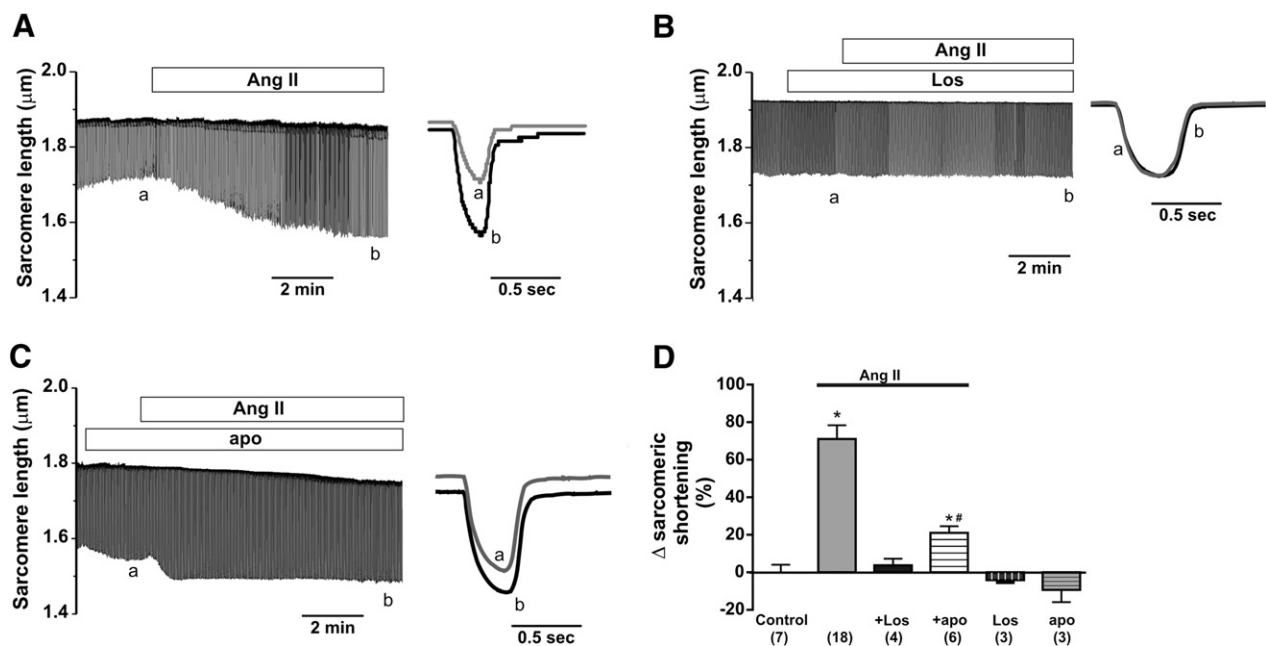 A
Ang II
Sarcomere length (μm)
2.0
1.8
1.6
1.4
a
b
2 min
a
b
0.5 sec
B
Ang II
Los
Sarcomere length (μm)
2.0
1.8
1.6
1.4
a
b
2 min
a
b
0.5 sec
C
Ang II
apo
Sarcomere length (μm)
2.0
1.8
1.6
1.4
a
b
2 min
a
b
0.5 sec
D
Ang II
Δ sarcomeric
shortening
(%)
100
80
60
40
20
0
-20
*
*#
Control +Los +apo Los apo
(7) (18) (4) (6) (3) (3)